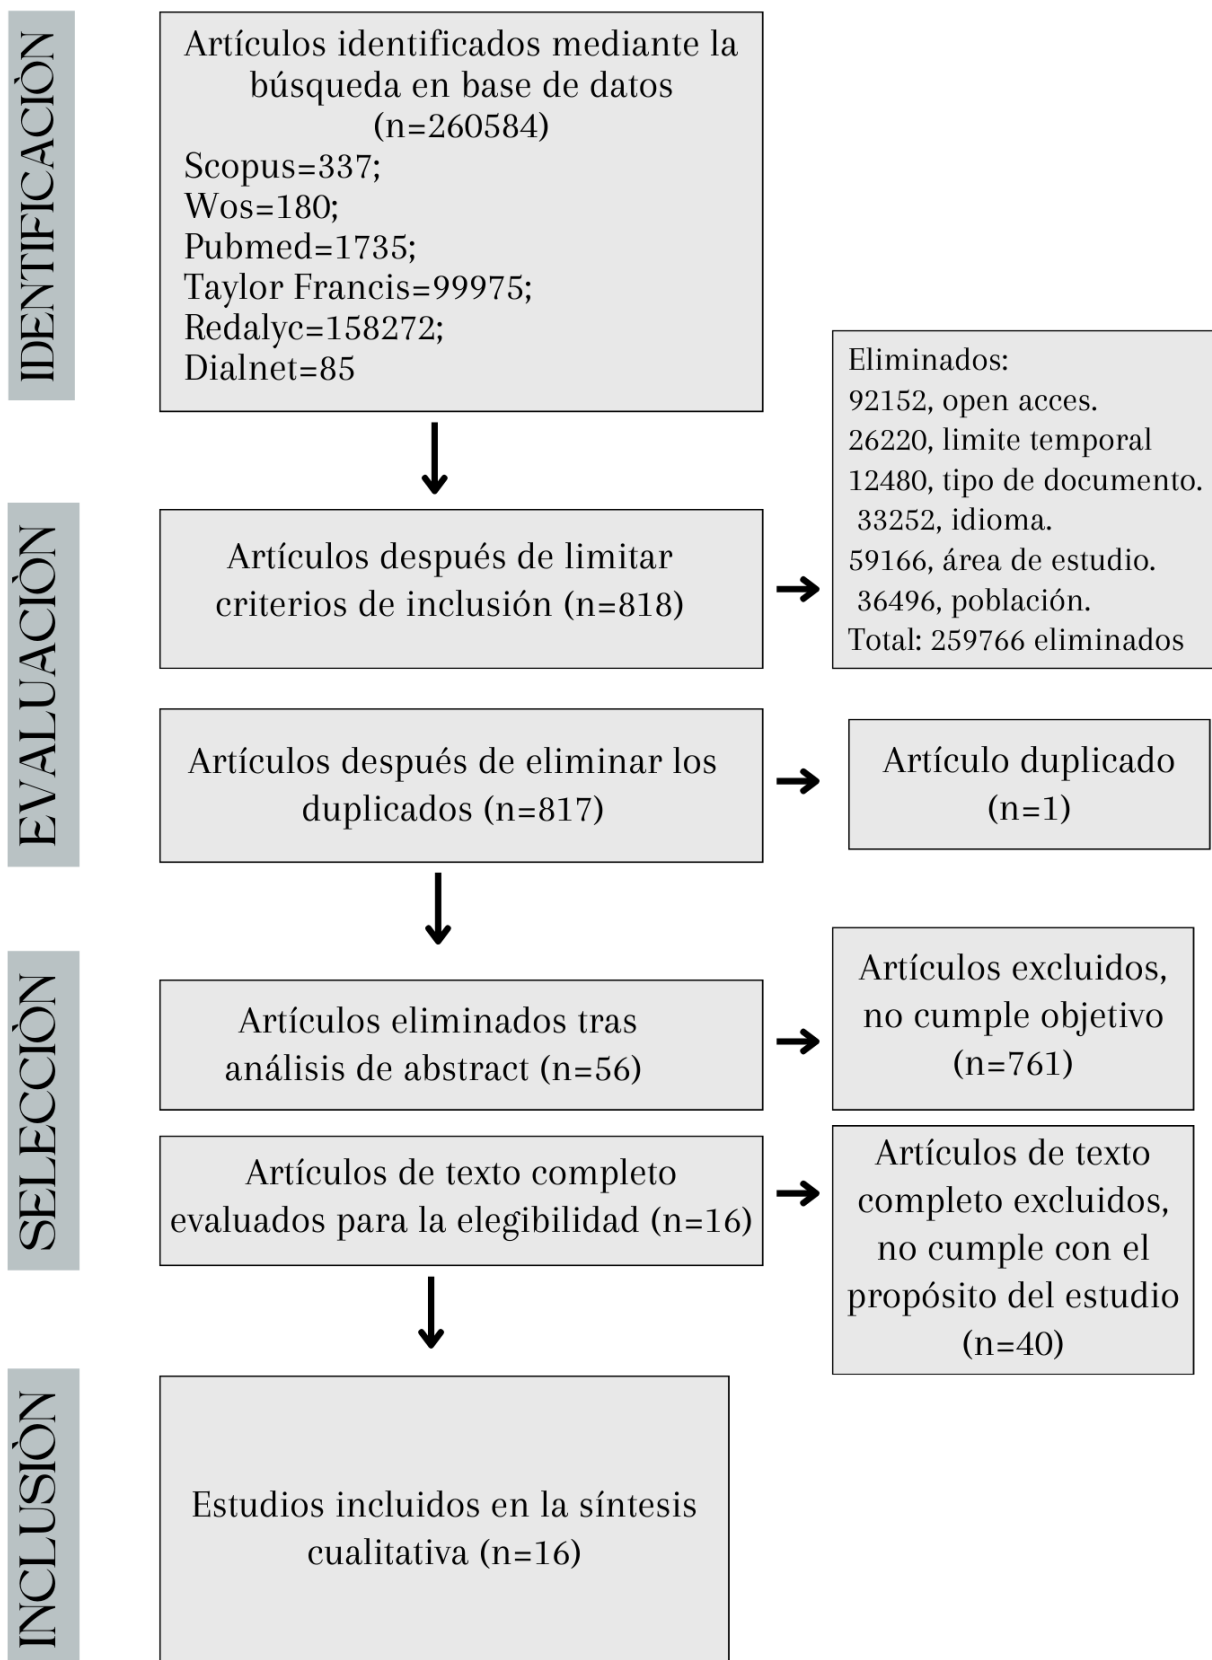 IDENTIFICACIÒN
Artículos identificados mediante la
búsqueda en base de datos
(n=260584)
Scopus=337;
Wos=180;
Pubmed=1735;
Taylor Francis=99975;
Redalyc=158272;
Dialnet=85
Eliminados:
92152, open acces.
26220, limite temporal
12480, tipo de documento.
33252, idioma.
59166, área de estudio.
36496, población.
Total: 259766 eliminados
EVALUACIÒN
Artículos después de limitar
criterios de inclusión (n=818)
Artículos después de eliminar los
duplicados (n=817)
Artículo duplicado
(n=1)
SELECCIÒN
Artículos eliminados tras
análisis de abstract (n=56)
Artículos excluidos,
no cumple objetivo
(n=761)
Artículos de texto completo
evaluados para la elegibilidad (n=16)
Artículos de texto
completo excluidos,
no cumple con el
propósito del estudio
(n=40)
INCLUSIÒN
Estudios incluidos en la síntesis
cualitativa (n=16)